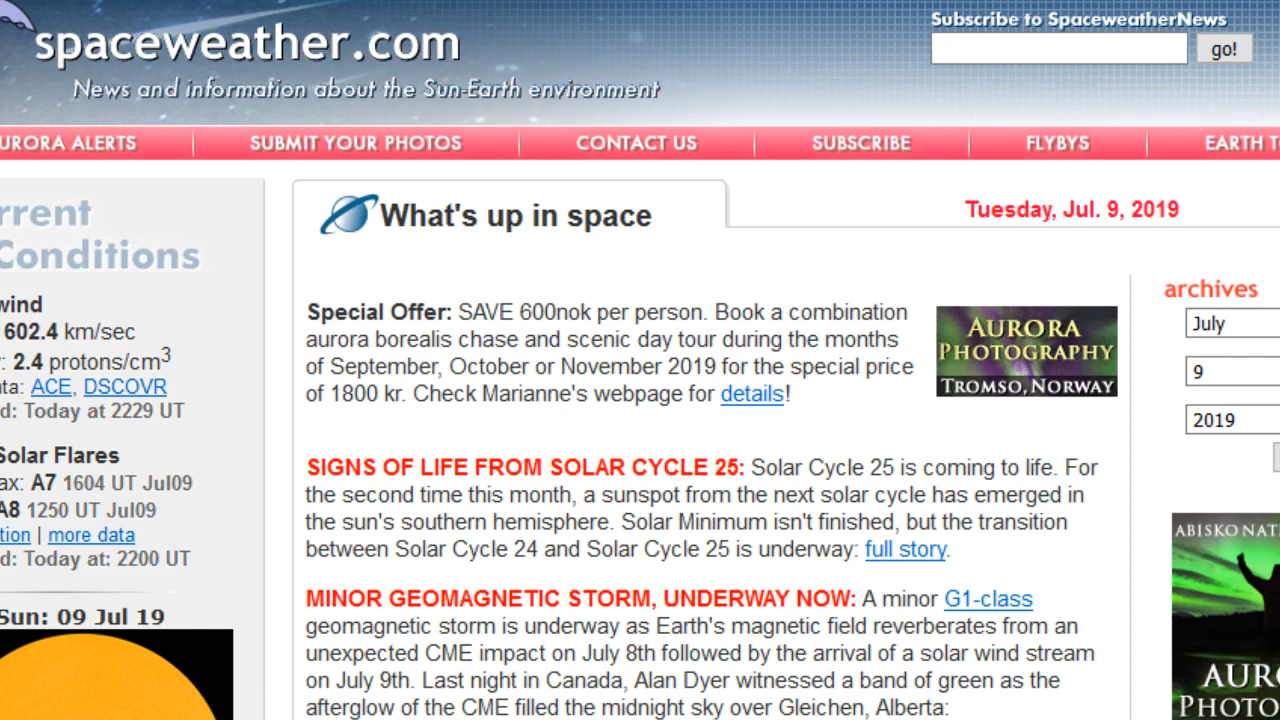 spaceweather.com
News and information about the Sun-Earth environment
Subscribe to SpaceweatherNews
go!
URORA ALERTS
SUBMIT YOUR PHOTOS
CONTACT US
SUBSCRIBE
FLYBYS
EARTH T
rrent
Conditions
wind
602.4 km/sec
: 2.4 protons/cm3
ata: ACE, DSCOVR
d: Today at 2229 UT
Solar Flares
ax: A7 1604 UT Jul09
A8 1250 UT Jul09
tion | more data
d: Today at: 2200 UT
Sun: 09 Jul 19
What's up in space
Tuesday, Jul. 9, 2019
Special Offer: SAVE 600nok per person. Book a combination
aurora borealis chase and scenic day tour during the months
of September, October or November 2019 for the special price
of 1800 kr. Check Marianne's webpage for details!
AURORA
PHOTOGRAPHY
TROMSO, NORWAY
SIGNS OF LIFE FROM SOLAR CYCLE 25: Solar Cycle 25 is coming to life. For
the second time this month, a sunspot from the next solar cycle has emerged in
the sun's southern hemisphere. Solar Minimum isn't finished, but the transition
between Solar Cycle 24 and Solar Cycle 25 is underway: full story.
MINOR GEOMAGNETIC STORM, UNDERWAY NOW: A minor G1-class
geomagnetic storm is underway as Earth's magnetic field reverberates from an
unexpected CME impact on July 8th followed by the arrival of a solar wind stream
on July 9th. Last night in Canada, Alan Dyer witnessed a band of green as the
afterglow of the CME filled the midnight sky over Gleichen, Alberta:
archives
July
9
2019
ABISKO NATI
AUR
PHOTO